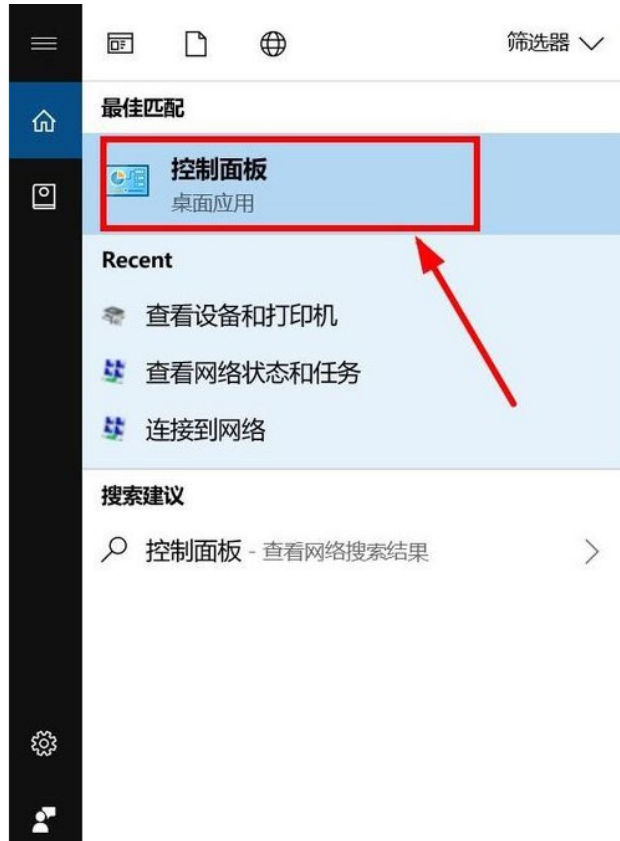 筛选器
最佳匹配
控制面板
桌面应用
Recent
查看设备和打印机
查看网络状态和任务
连接到网络
搜索建议
控制面板 - 查看网络搜索结果